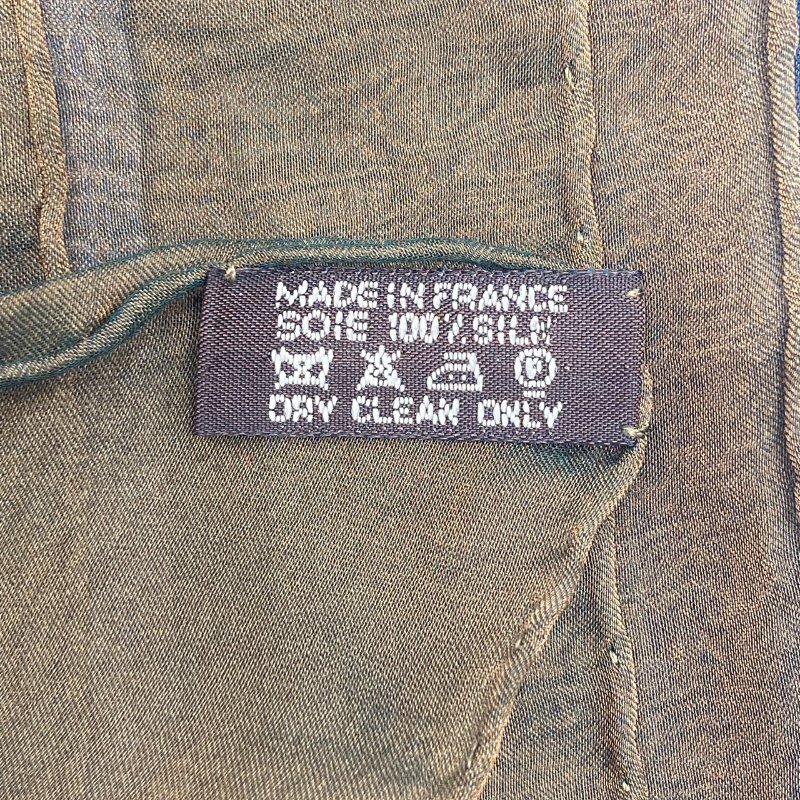 MADE IN FRANCE
SOIE 100% SILK
P
DRY CLEAN ONLY